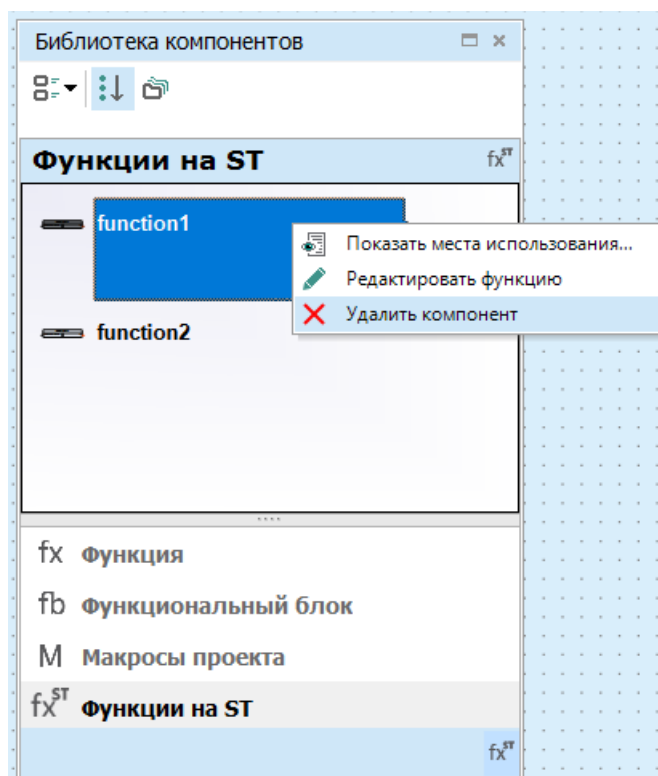 Библиотека компонентов
Функции на ST fx ST
function1
Показать места использования...
Редактировать функцию
Удалить компонент
function2
fx Функция
fb Функциональный блок
M Макросы проекта
fx ST Функции на ST
fx ST